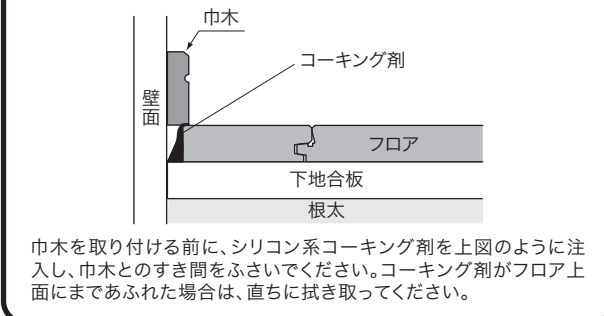 巾木
コーキング剤
壁面
フロア
下地合板
根太
巾木を取り付ける前に、シリコン系コーキング剤を上図のように注
入し、巾木とのすき間をふさいでください。コーキング剤がフロア上
面にまであふれた場合は、直ちに拭き取ってください。